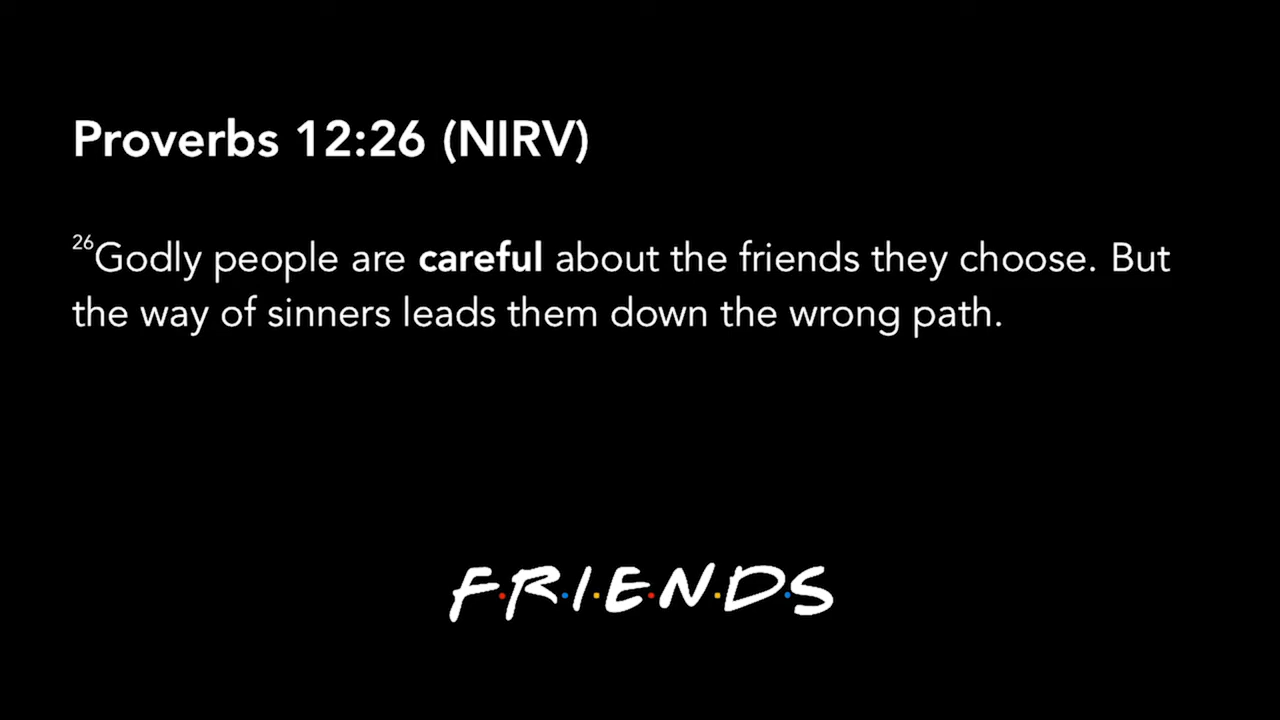 Proverbs 12:26 (NIRV)
26Godly people are careful about the friends they choose. But
the way of sinners leads them down the wrong path.
F·R·I·E·N·D·S